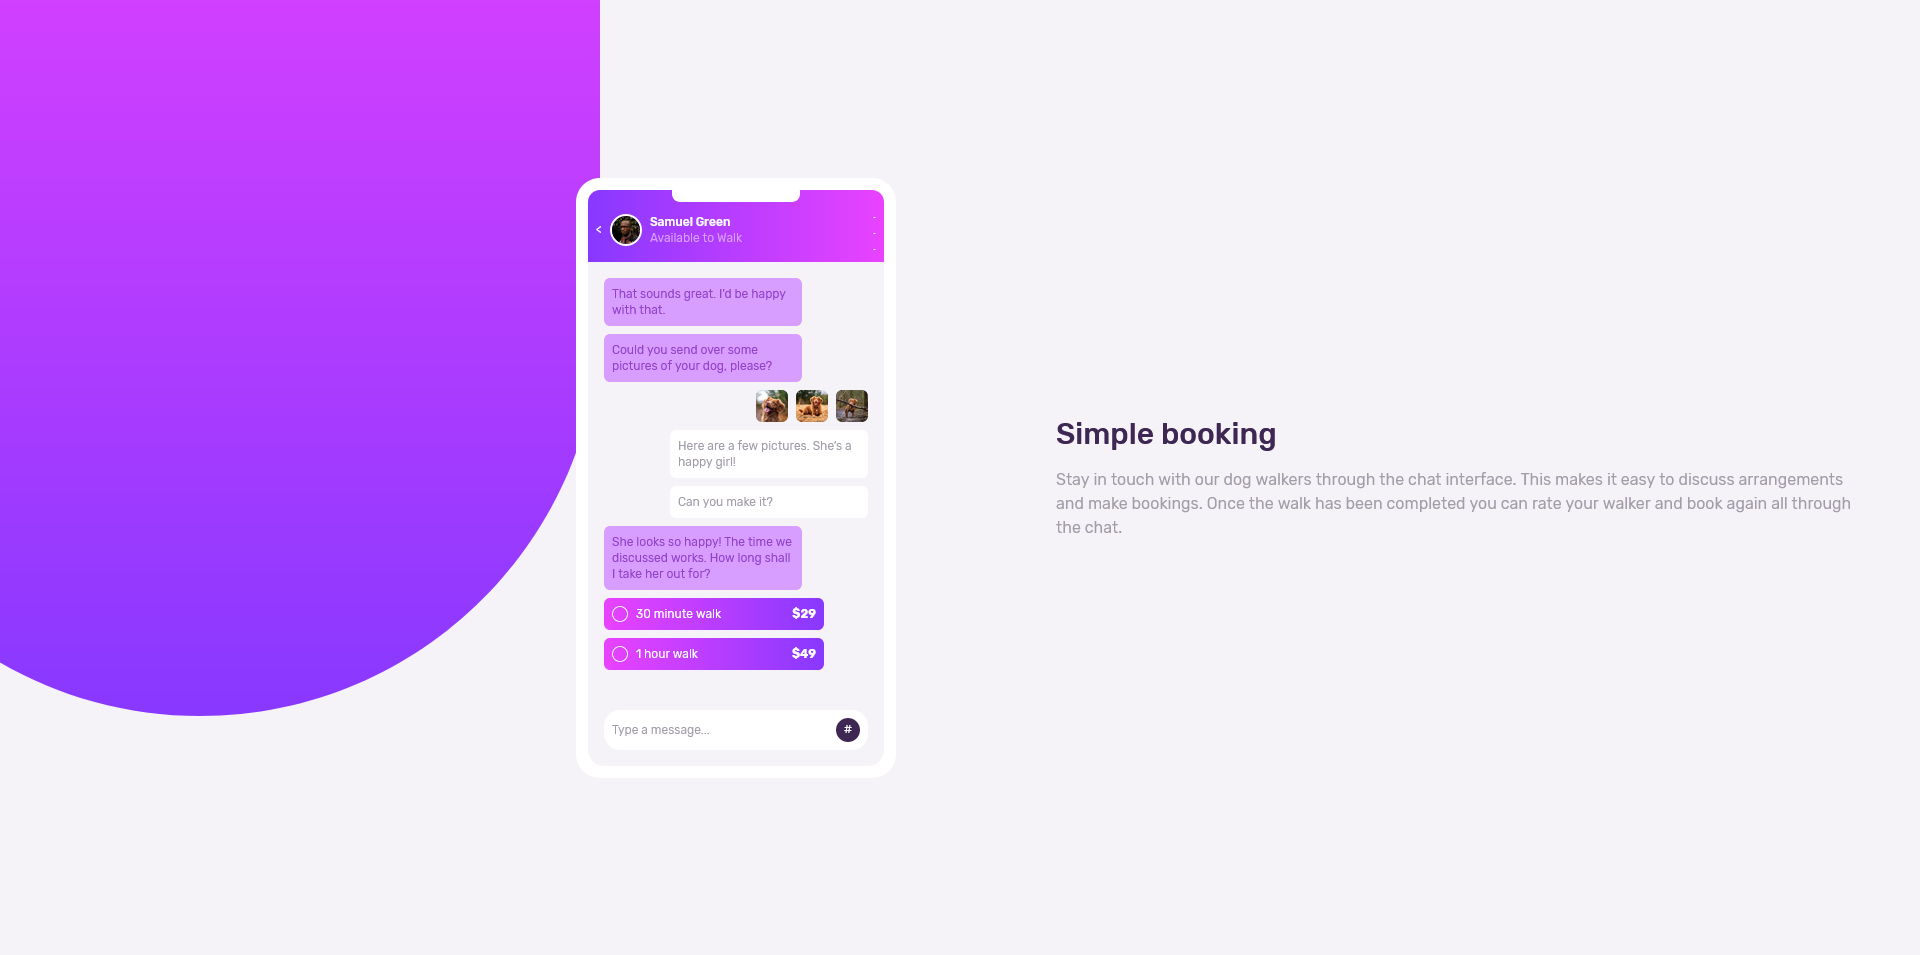 <
Samuel Green
Available to Walk
That sounds great. I'd be happy
with that.
Could you send over some
pictures of your dog, please?
Here are a few pictures. She's a
happy girl!
Can you make it?
She looks so happy! The time we
discussed works. How long shall
I take her out for?
30 minute walk $29
1 hour walk $49
Type a message... #
Simple booking
Stay in touch with our dog walkers through the chat interface. This makes it easy to discuss arrangements
and make bookings. Once the walk has been completed you can rate your walker and book again all through
the chat.